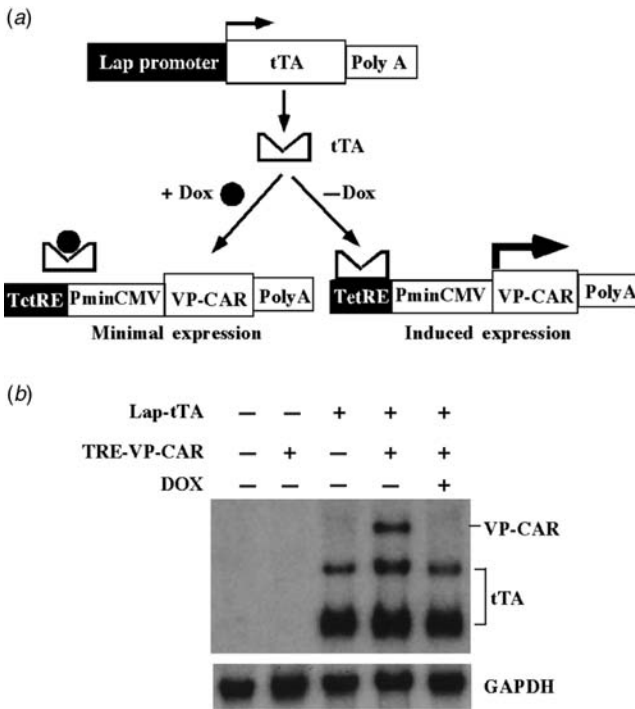 (a)
Lap promoter tTA Poly A
tTA
+ Dox −Dox
TetRE PminCMV VP-CAR PolyA TetRE PminCMV VP-CAR PolyA
Minimal expression Induced expression
(b)
Lap-tTA − − + + +
TRE-VP-CAR − + − + +
DOX − − − − +
VP-CAR
tTA
GAPDH